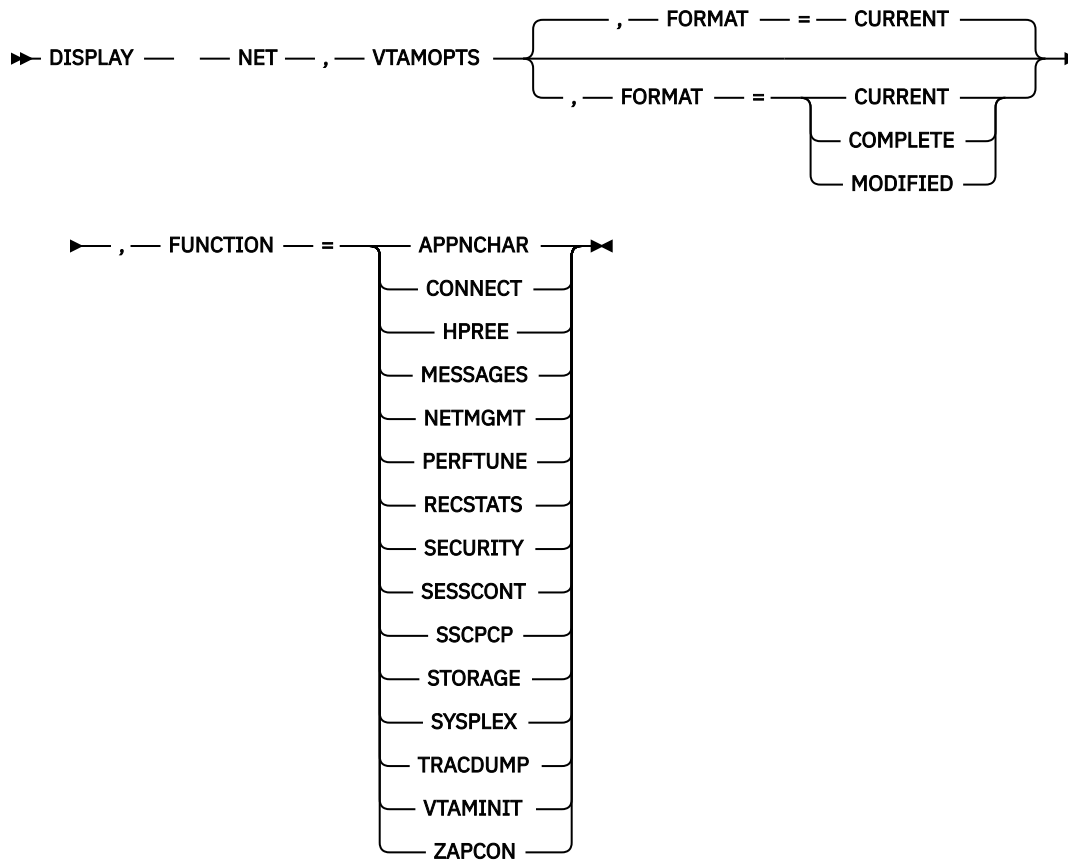 , FORMAT = CURRENT
DISPLAY NET , VTAMOPTS
, FORMAT = CURRENT
COMPLETE
MODIFIED
, FUNCTION = APPNCHAR
CONNECT
HPREE
MESSAGES
NETMGMT
PERFTUNE
RECSTATS
SECURITY
SESSCONT
SSCPCP
STORAGE
SYSPLEX
TRACDUMP
VTAMINIT
ZAPCON